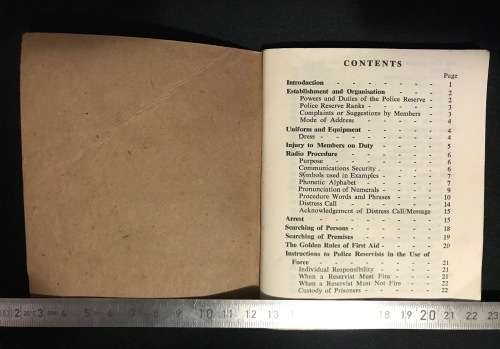 CONTENTS
Page
Introduction - - - - - - 1
Establishment and Organisation - - - 2
Powers and Duties of the Police Reserve - 2
Police Reserve Ranks - - - - 3
Complaints or Suggestions by Members - 3
Mode of Address - - - - 4
Uniform and Equipment - - - - 4
Dress - - - - - - 4
Injury to Members on Duty - - - 5
Radio Procedure - - - - - 6
Purpose - - - - - - 6
Communications Security - - - - 6
Symbols used in Examples - - - - 7
Phonetic Alphabet - - - - - 7
Pronunciation of Numerals - - - 9
Procedure Words and Phrases - - - 10
Distress Call - - - - - 14
Acknowledgement of Distress Call/Message 15
Arrest - - - - - - 15
Searching of Persons - - - - - 18
Searching of Premises - - - - 19
The Golden Rules of First Aid - - - 20
Instructions to Police Reservists in the Use of
Force - - - - - - 21
Individual Responsibility - - - - 21
When a Reservist Must Fire - - - 21
When a Reservist Must Not Fire - - 22
Custody of Prisoners - - - - 22
2 3 4 5 6 7 8 9 10 11 12 13 18 19 20 21 22 23